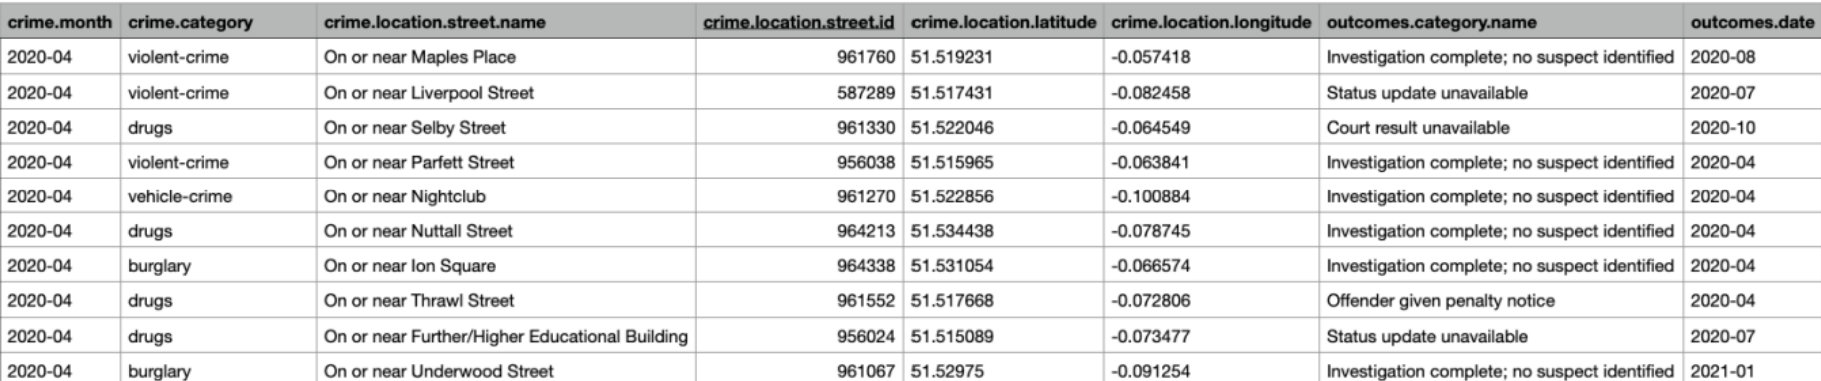 crime.month crime.category crime.location.street.name crime.location.street.id crime.location.latitude crime.location.longitude outcomes.category.name outcomes.date
2020-04 violent-crime On or near Maples Place 961760 51.519231 -0.057418 Investigation complete; no suspect identified 2020-08
2020-04 violent-crime On or near Liverpool Street 587289 51.517431 -0.082458 Status update unavailable 2020-07
2020-04 drugs On or near Selby Street 961330 51.522046 -0.064549 Court result unavailable 2020-10
2020-04 violent-crime On or near Parfett Street 956038 51.515965 -0.063841 Investigation complete; no suspect identified 2020-04
2020-04 vehicle-crime On or near Nightclub 961270 51.522856 -0.100884 Investigation complete; no suspect identified 2020-04
2020-04 drugs On or near Nuttall Street 964213 51.534438 -0.078745 Investigation complete; no suspect identified 2020-04
2020-04 burglary On or near Ion Square 964338 51.531054 -0.066574 Investigation complete; no suspect identified 2020-04
2020-04 drugs On or near Thrawl Street 961552 51.517668 -0.072806 Offender given penalty notice 2020-04
2020-04 drugs On or near Further/Higher Educational Building 956024 51.515089 -0.073477 Status update unavailable 2020-07
2020-04 burglary On or near Underwood Street 961067 51.52975 -0.091254 Investigation complete; no suspect identified 2021-01